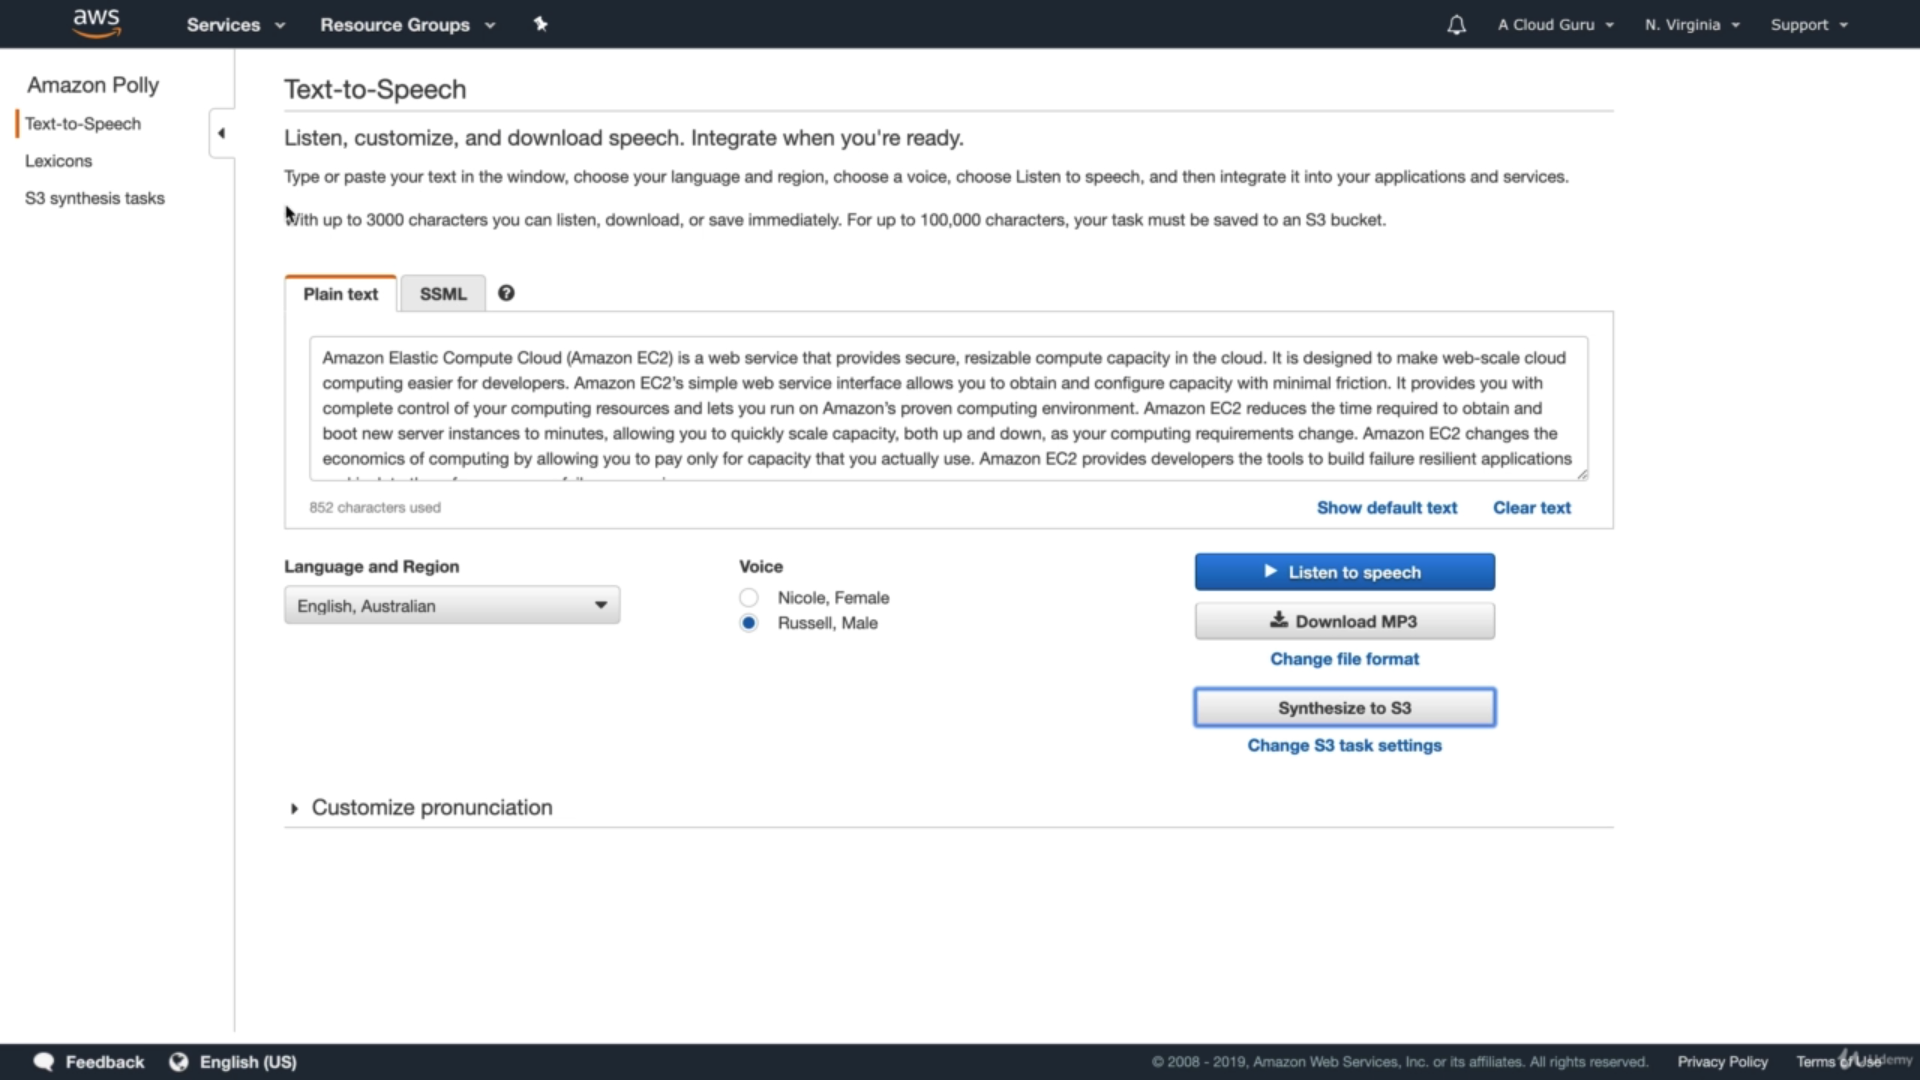 aws
Services
Resource Groups
A Cloud Guru
N. Virginia
Support
Amazon Polly
Text-to-Speech
Lexicons
S3 synthesis tasks
Text-to-Speech
Listen, customize, and download speech. Integrate when you're ready.
Type or paste your text in the window, choose your language and region, choose a voice, choose Listen to speech, and then integrate it into your applications and services.
With up to 3000 characters you can listen, download, or save immediately. For up to 100,000 characters, your task must be saved to an S3 bucket.
Plain text
SSML
Amazon Elastic Compute Cloud (Amazon EC2) is a web service that provides secure, resizable compute capacity in the cloud. It is designed to make web-scale cloud
computing easier for developers. Amazon EC2's simple web service interface allows you to obtain and configure capacity with minimal friction. It provides you with
complete control of your computing resources and lets you run on Amazon's proven computing environment. Amazon EC2 reduces the time required to obtain and
boot new server instances to minutes, allowing you to quickly scale capacity, both up and down, as your computing requirements change. Amazon EC2 changes the
economics of computing by allowing you to pay only for capacity that you actually use. Amazon EC2 provides developers the tools to build failure resilient applications
852 characters used
Show default text
Clear text
Language and Region
English, Australian
Voice
Nicole, Female
Russell, Male
Listen to speech
Download MP3
Change file format
Synthesize to S3
Change S3 task settings
Customize pronunciation
Feedback
English (US)
© 2008 - 2019, Amazon Web Services, Inc. or its affiliates. All rights reserved.
Privacy Policy
Terms of Use